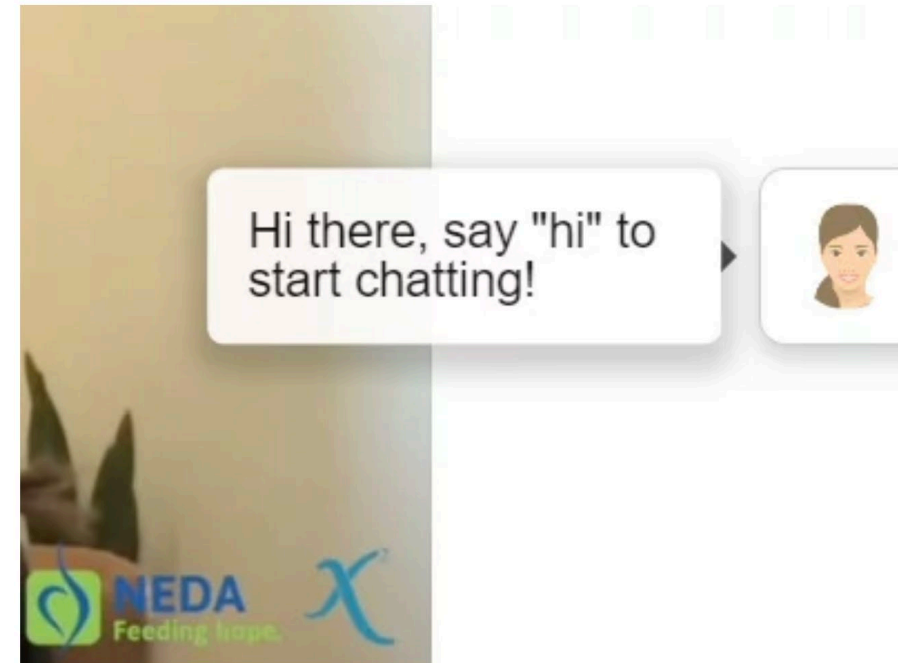 Hi there, say "hi" to
start chatting!
NEDA
Feeding hope.
X